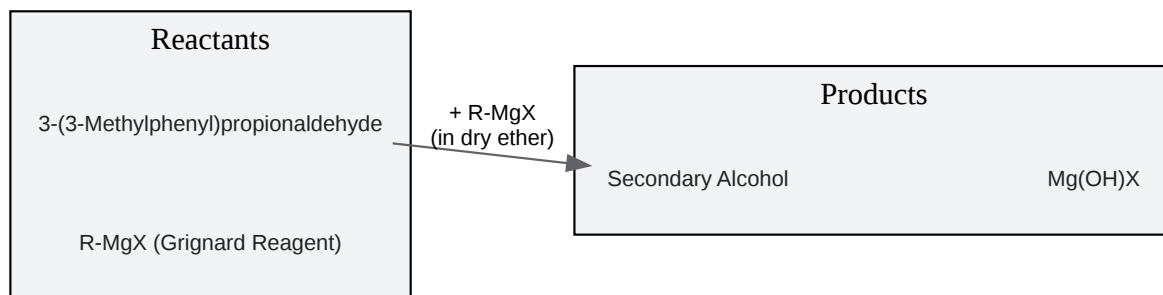 Reactants
3-(3-Methylphenyl)propionaldehyde
R-MgX (Grignard Reagent)
+ R-MgX
(in dry ether)
Products
Secondary Alcohol
Mg(OH)X